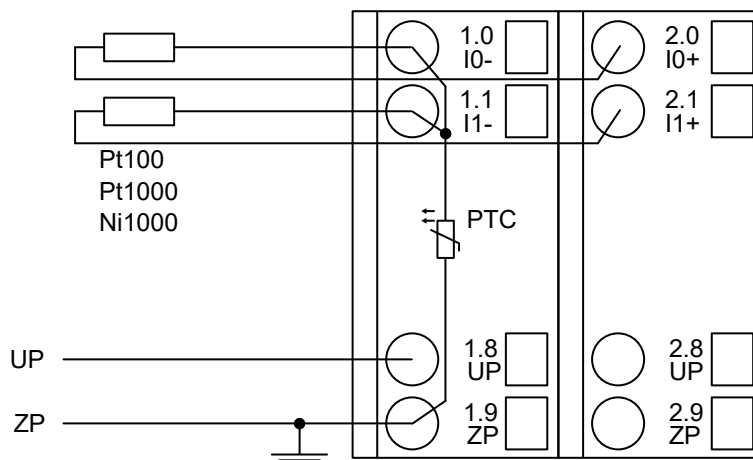 1.0 2.0
I0- I0+
1.1 2.1
I1- I1+
Pt100
Pt1000
Ni1000
PTC
UP 1.8 2.8
UP UP
ZP 1.9 2.9
ZP ZP